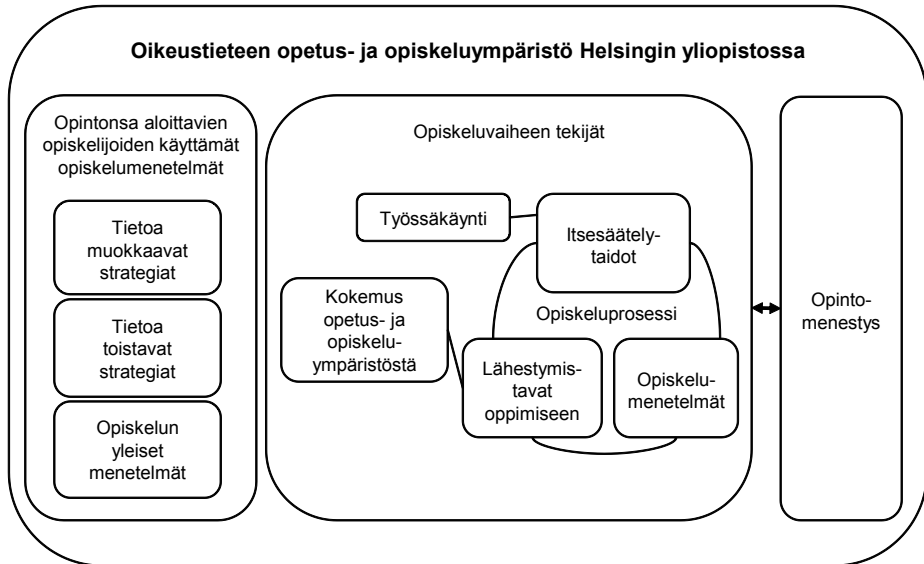 Oikeustieteen opetus- ja opiskeluympäristö Helsingin yliopistossa
Opintonsa aloittavien
opiskelijoiden käyttämät
opiskelumenetelmät
Tietoa
muokkaavat
strategiat
Tietoa
toistavat
strategiat
Opiskelun
yleiset
menetelmät
Opiskeluvaiheen tekijät
Työssäkäynti
Itsesäätely-
taidot
Kokemus
opetus- ja
opiskelu-
ympäristöstä
Opiskeluprosessi
Lähestymis-
tavat
oppimiseen
Opiskelu-
menetelmät
Opinto-
menestys